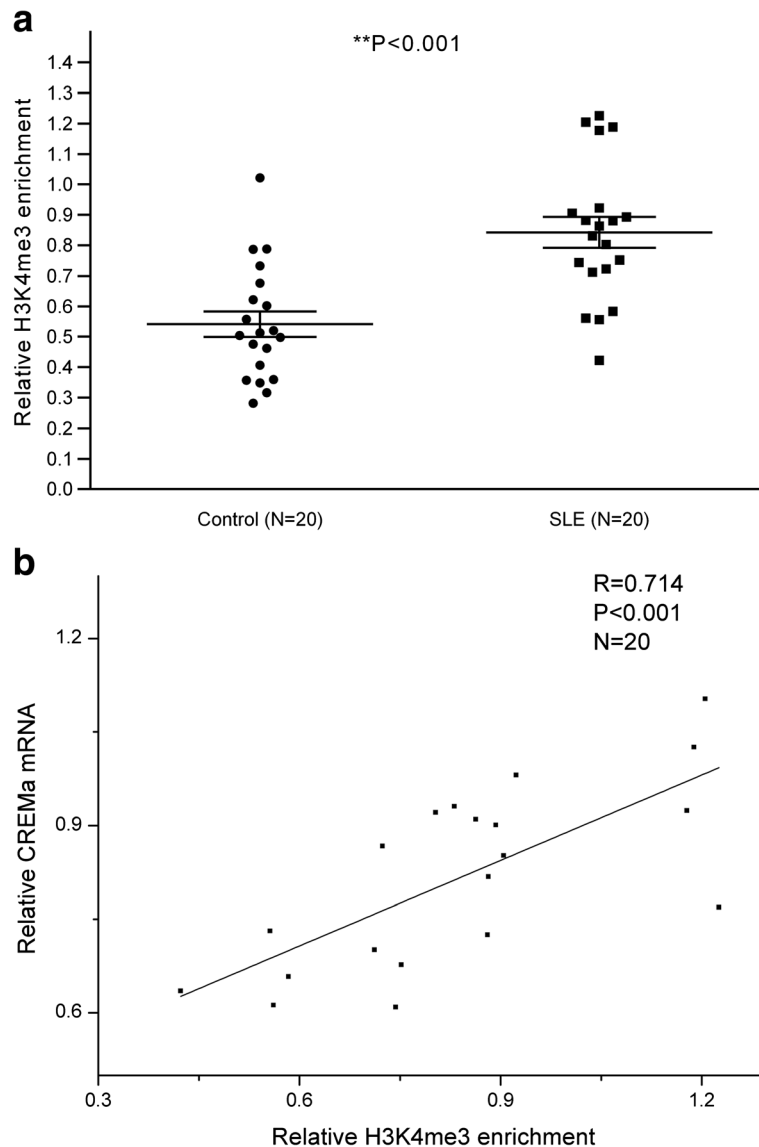 a
**P<0.001
Relative H3K4me3 enrichment
1.4
1.3
1.2
1.1
1.0
0.9
0.8
0.7
0.6
0.5
0.4
0.3
0.2
0.1
0.0
Control (N=20)
SLE (N=20)
b
R=0.714
P<0.001
N=20
Relative CREMa mRNA
1.2
0.9
0.6
0.3
0.6
0.9
1.2
Relative H3K4me3 enrichment